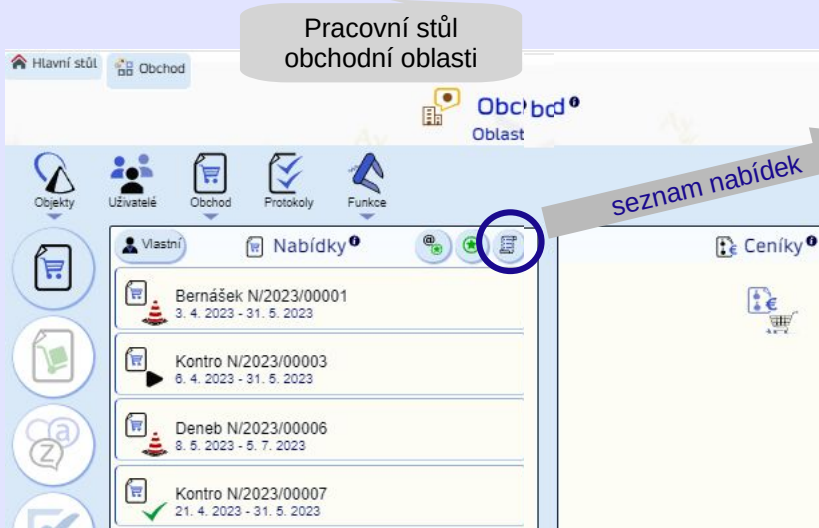 Pracovní stůl
obchodní oblasti
Hlavní stůl
Obchod
Oblast
seznam nabídek
Objekty
Uživatelé
Obchod
Protokoly
Funkce
Vlastní
Nabídky
Ceníky
Bernášek N/2023/00001
3. 4. 2023 - 31. 5. 2023
Kontro N/2023/00003
6. 4. 2023 - 31. 5. 2023
Deneb N/2023/00006
8. 5. 2023 - 5. 7. 2023
Kontro N/2023/00007
21. 4. 2023 - 31. 5. 2023